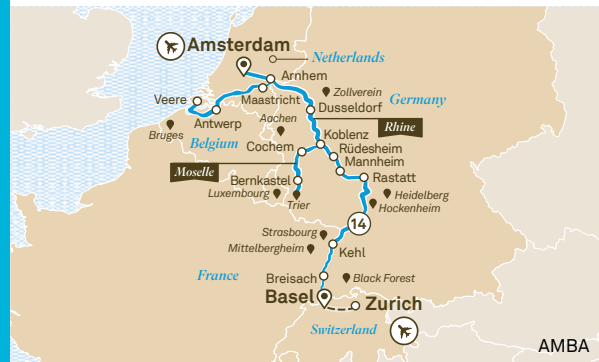 Amsterdam
Netherlands
Arnhem
Zollverein
Veere
Maastricht
Germany
Dusseldorf
Aachen
Antwerp
Rhine
Bruges
Koblenz
Belgium
Cochem
Rüdesheim
Mannheim
Moselle
Bernkastel
Rastatt
Luxembourg
Heidelberg
Trier
Hockenheim
14
Strasbourg
Mittelbergheim
Kehl
France
Breisach
Black Forest
Basel
Zurich
Switzerland
AMBA